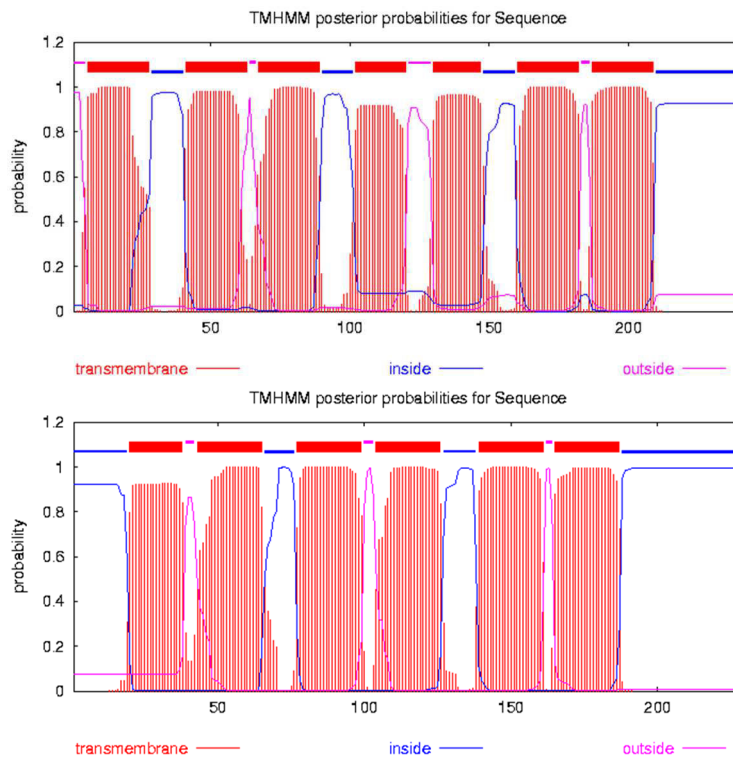 TMHMM posterior probabilities for Sequence
1.2
1
0.8
0.6
0.4
0.2
0
probability
50 100 150 200
transmembrane inside outside
TMHMM posterior probabilities for Sequence
1.2
1
0.8
0.6
0.4
0.2
0
probability
50 100 150 200
transmembrane inside outside